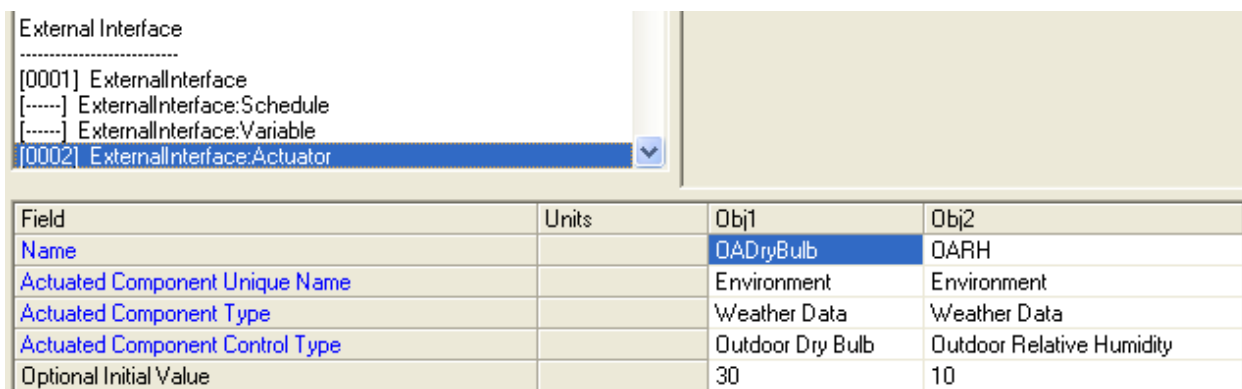 External Interface
---------------------------
[0001] ExternalInterface
[------] ExternalInterface:Schedule
[------] ExternalInterface:Variable
[0002] ExternalInterface:Actuator
Field Units Obj1 Obj2
Name OADryBulb OARH
Actuated Component Unique Name Environment Environment
Actuated Component Type Weather Data Weather Data
Actuated Component Control Type Outdoor Dry Bulb Outdoor Relative Humidity
Optional Initial Value 30 10